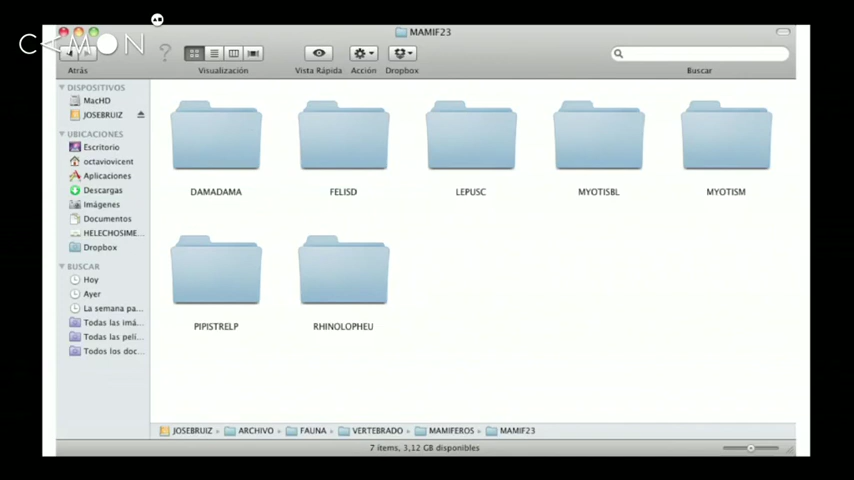 CAMON
MAMIF23
?
Atrás
Visualización
Vista Rápida
Acción
Dropbox
Buscar
DISPOSITIVOS
MacHD
JOSEBRUIZ
UBICACIONES
Escritorio
octaviovicent
Aplicaciones
Descargas
Imágenes
Documentos
HELECHOSIME...
Dropbox
BUSCAR
Hoy
Ayer
La semana pa...
Todas las imá...
Todas las pelí...
Todos los doc...
DAMADAMA
FELISD
LEPUSC
MYOTISBL
MYOTISM
PIPISTRELP
RHINOLOPHEU
JOSEBRUIZ ▸ ARCHIVO ▸ FAUNA ▸ VERTEBRADO ▸ MAMIFEROS ▸ MAMIF23
7 ítems, 3,12 GB disponibles